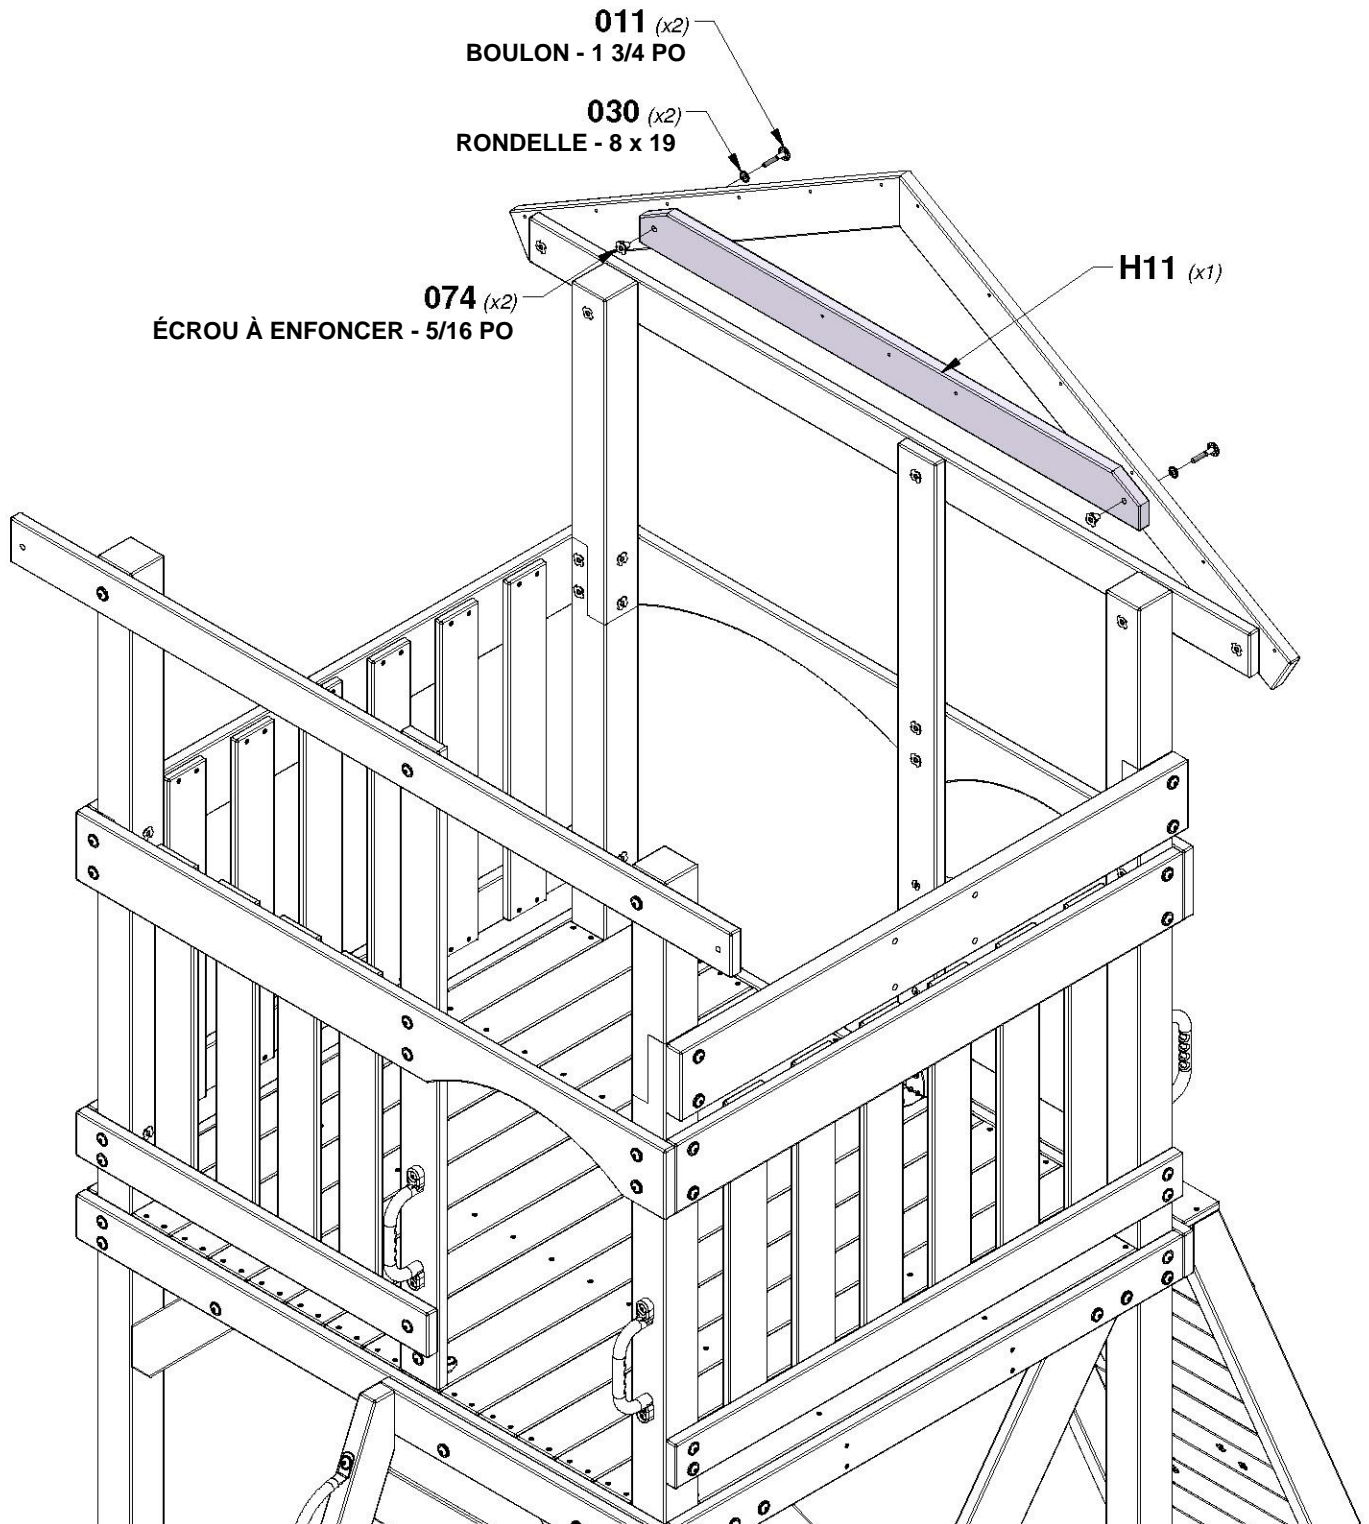 011 (x2)
BOULON - 1 3/4 PO
030 (x2)
RONDELLE - 8 x 19
H11 (x1)
074 (x2)
ÉCROU À ENFONCER - 5/16 PO